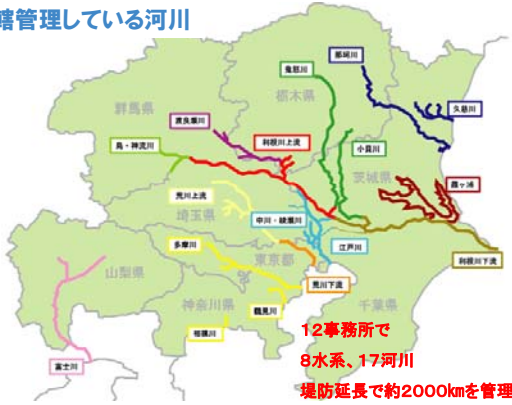 轄管理している河川
那珂川
鬼怒川
久慈川
栃木県
群馬県
渡良瀬川
利根川上流
小貝川
烏・神流川
茨城県
霞ヶ浦
荒川上流
埼玉県
中川・綾瀬川
多摩川
江戸川
利根川下流
東京都
山梨県
荒川下流
神奈川県
千葉県
鶴見川
相模川
富士川
12事務所で
8水系、17河川
堤防延長で約2000kmを管理